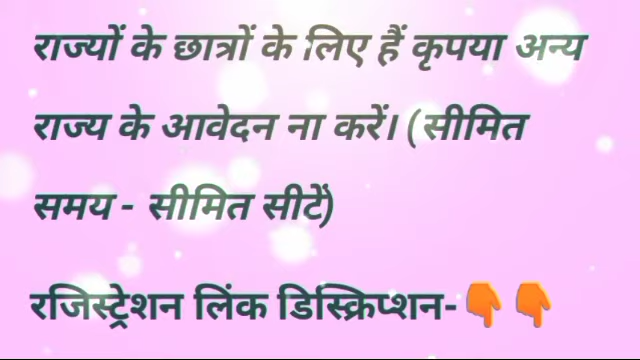 राज्यों के छात्रों के लिए हैं कृपया अन्य
राज्य के आवेदन ना करें। (सीमित
समय - सीमित सीटें)
रजिस्ट्रेशन लिंक डिस्क्रिप्शन-👇👇